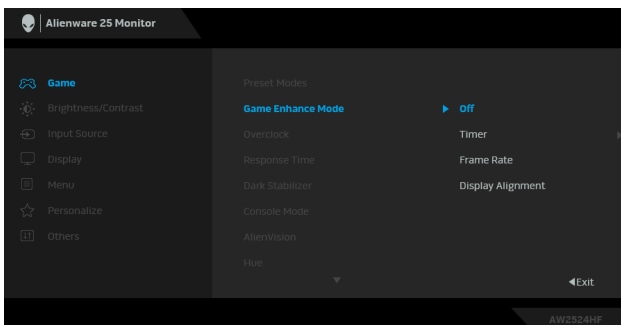 Alienware 25 Monitor
Game
Brightness/Contrast
Input Source
Display
Menu
Personalize
Others
Preset Modes
Game Enhance Mode
Overclock
Response Time
Dark Stabilizer
Console Mode
AlienVision
Hue
Off
Timer
Frame Rate
Display Alignment
Exit
AW2524HF